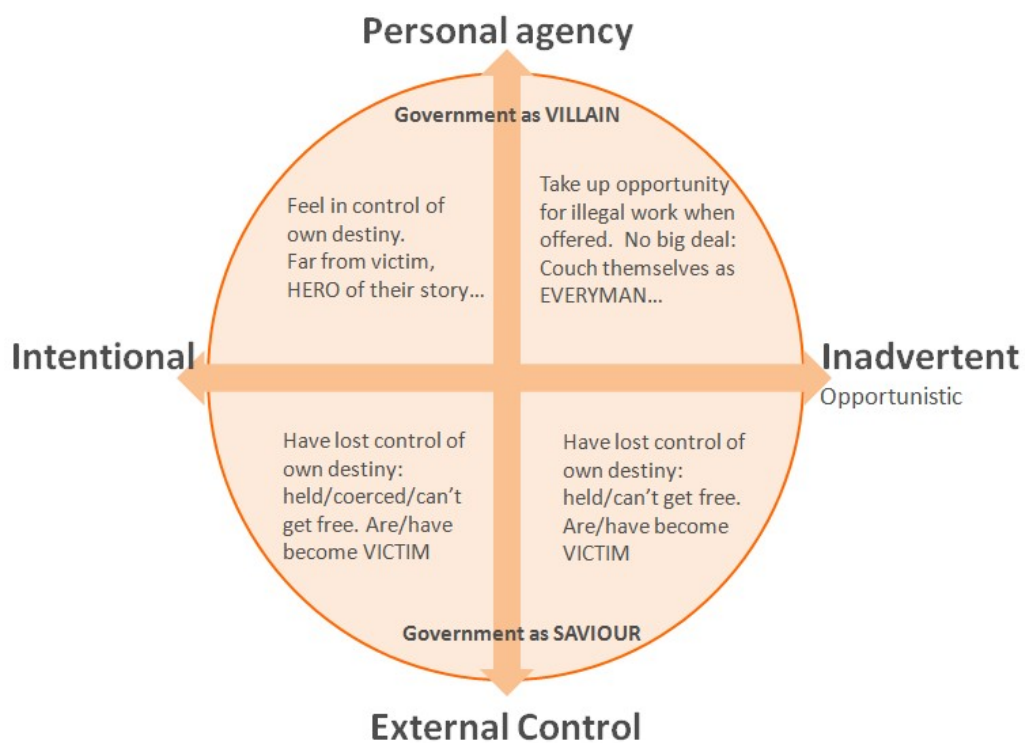 Personal agency
Government as VILLAIN
Feel in control of
own destiny.
Far from victim,
HERO of their story...
Take up opportunity
for illegal work when
offered.  No big deal:
Couch themselves as
EVERYMAN...
Intentional
Inadvertent
Opportunistic
Have lost control of
own destiny:
held/coerced/can't
get free. Are/have
become VICTIM
Have lost control of
own destiny:
held/can't get free.
Are/have become
VICTIM
Government as SAVIOUR
External Control